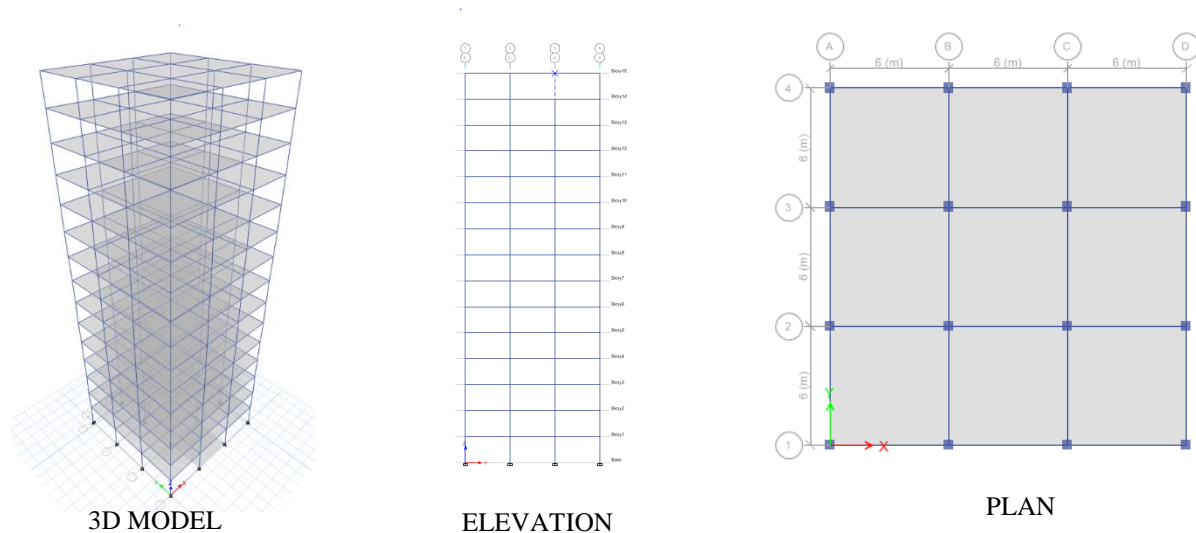 A
B
C
D
6 (m)
6 (m)
6 (m)
4
6 (m)
3
6 (m)
2
6 (m)
1
Y
X
Story15
Story14
Story13
Story12
Story11
Story10
Story9
Story8
Story7
Story6
Story5
Story4
Story3
Story2
Story1
Base
3D MODEL
ELEVATION
PLAN